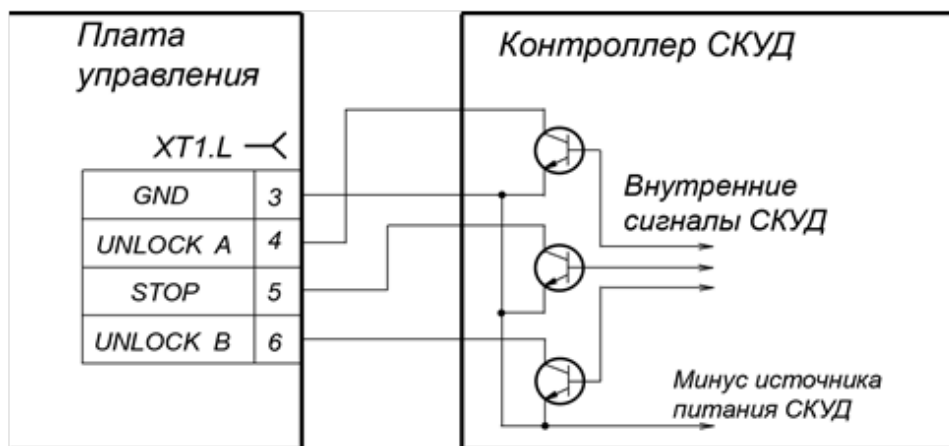 Плата
управления
Контроллер СКУД
XT1.L
GND 3
UNLOCK A 4
STOP 5
UNLOCK B 6
Внутренние
сигналы СКУД
Минус источника
питания СКУД